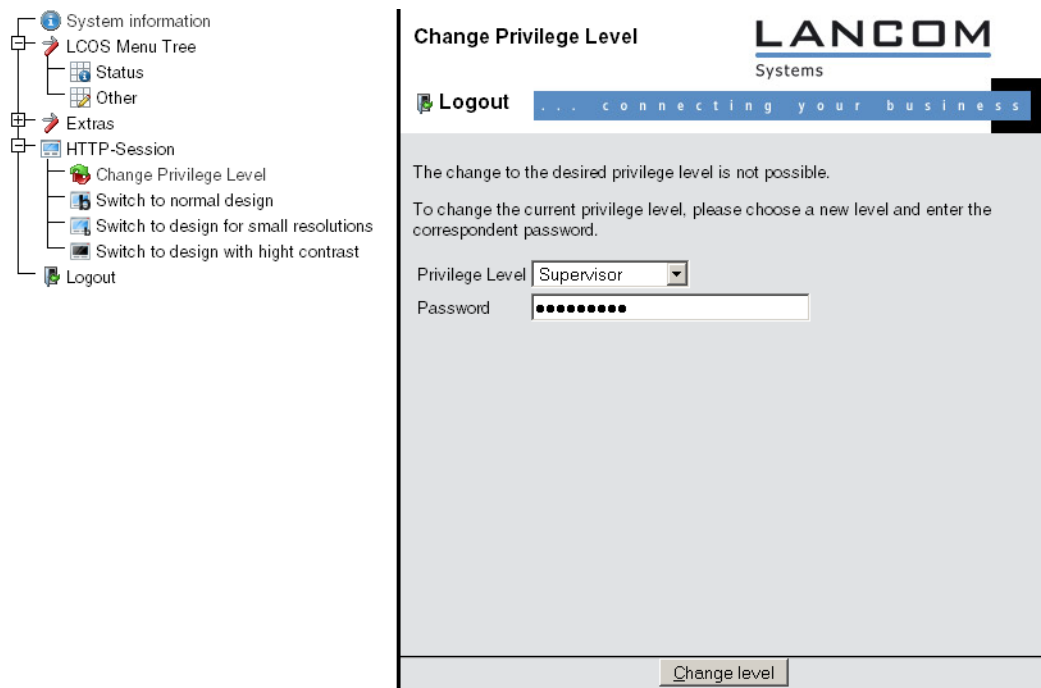 System information
LCOS Menu Tree
Status
Other
Extras
HTTP-Session
Change Privilege Level
Switch to normal design
Switch to design for small resolutions
Switch to design with hight contrast
Logout
Change Privilege Level
LANCOM
Systems
Logout
... connecting your business
The change to the desired privilege level is not possible.
To change the current privilege level, please choose a new level and enter the
correspondent password.
Privilege Level Supervisor
Password ●●●●●●●●●
Change level